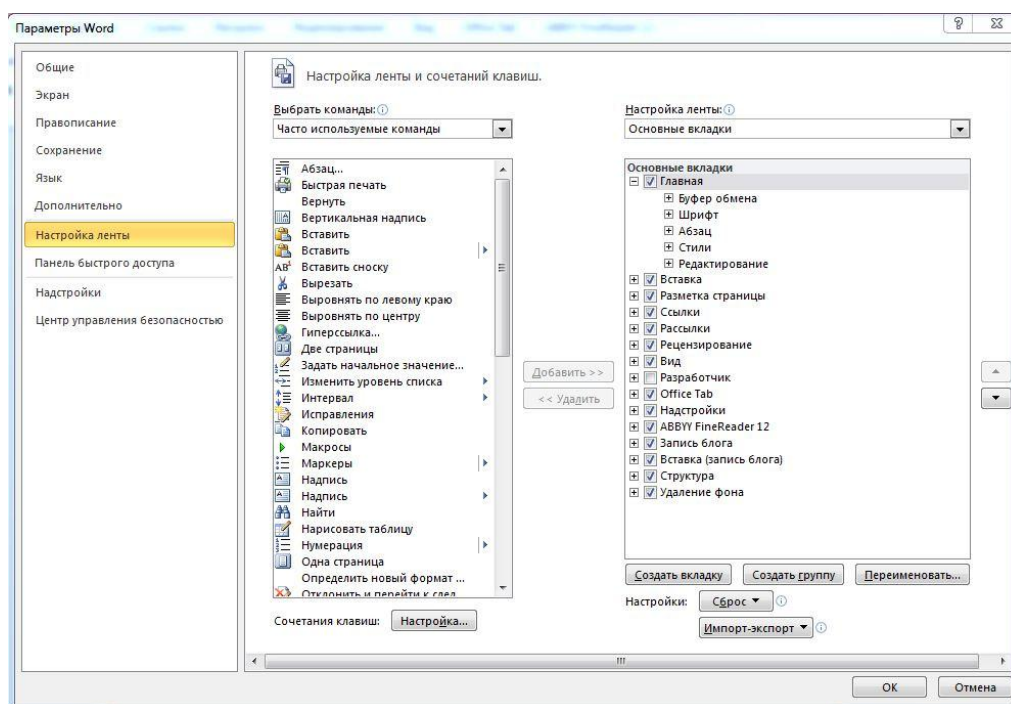 Параметры Word
Общие
Экран
Правописание
Сохранение
Язык
Дополнительно
Настройка ленты
Панель быстрого доступа
Надстройки
Центр управления безопасностью
Настройка ленты и сочетаний клавиш.
Выбрать команды:
Часто используемые команды
Абзац...
Быстрая печать
Вернуть
Вертикальная надпись
Вставить
Вставить
Вставить сноску
Вырезать
Выровнять по левому краю
Выровнять по центру
Гиперссылка...
Две страницы
Задать начальное значение...
Изменить уровень списка
Интервал
Исправления
Копировать
Макросы
Маркеры
Надпись
Надпись
Найти
Нарисовать таблицу
Нумерация
Одна страница
Определить новый формат ...
Отклонить и перейти к след
Сочетания клавиш: Настройка...
Добавить >>
<< Удалить
Настройка ленты:
Основные вкладки
Основные вкладки
Главная
Буфер обмена
Шрифт
Абзац
Стили
Редактирование
Вставка
Разметка страницы
Ссылки
Рассылки
Рецензирование
Вид
Разработчик
Office Tab
Надстройки
ABBYY FineReader 12
Запись блога
Вставка (запись блога)
Структура
Удаление фона
Создать вкладку Создать группу Переименовать...
Настройки: Сброс
Импорт-экспорт
ОК Отмена